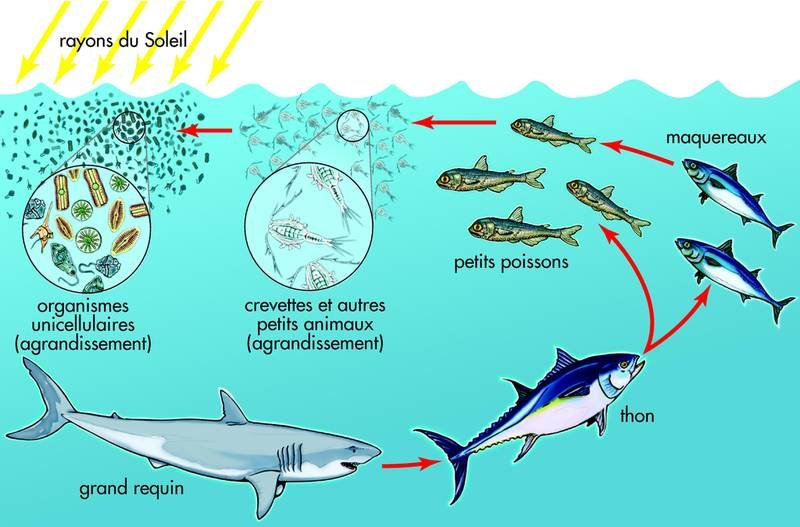 rayons du Soleil
maquereaux
petits poissons
organismes
unicellulaires
(agrandissement)
crevettes et autres
petits animaux
(agrandissement)
thon
grand requin